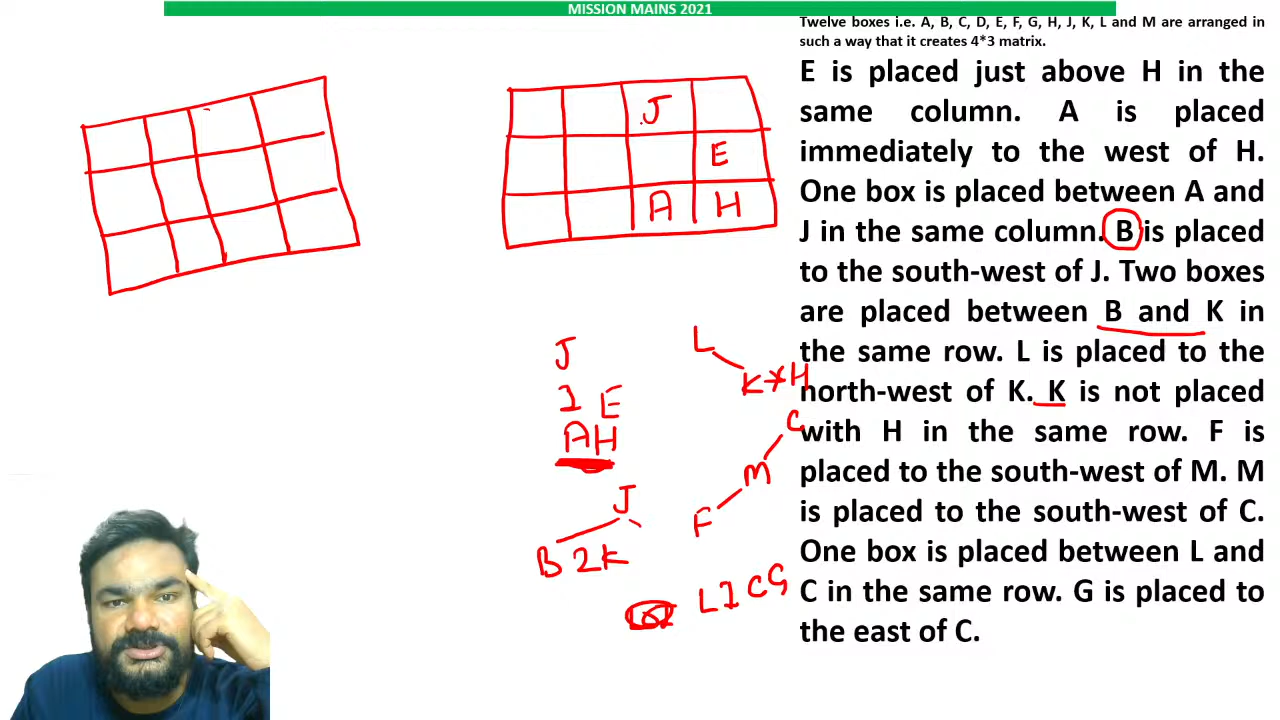 MISSION MAINS 2021
Twelve boxes i.e. A, B, C, D, E, F, G, H, J, K, L and M are arranged in
such a way that it creates 4*3 matrix.
E is placed just above H in the
same column. A is placed
immediately to the west of H.
One box is placed between A and
J in the same column. B is placed
to the south-west of J. Two boxes
are placed between B and K in
the same row. L is placed to the
north-west of K. K is not placed
with H in the same row. F is
placed to the south-west of M. M
is placed to the south-west of C.
One box is placed between L and
C in the same row. G is placed to
the east of C.
J
E
A H
J
1 E
A H
J
B 2 K
L
K H
C
M
F
L 1 C G